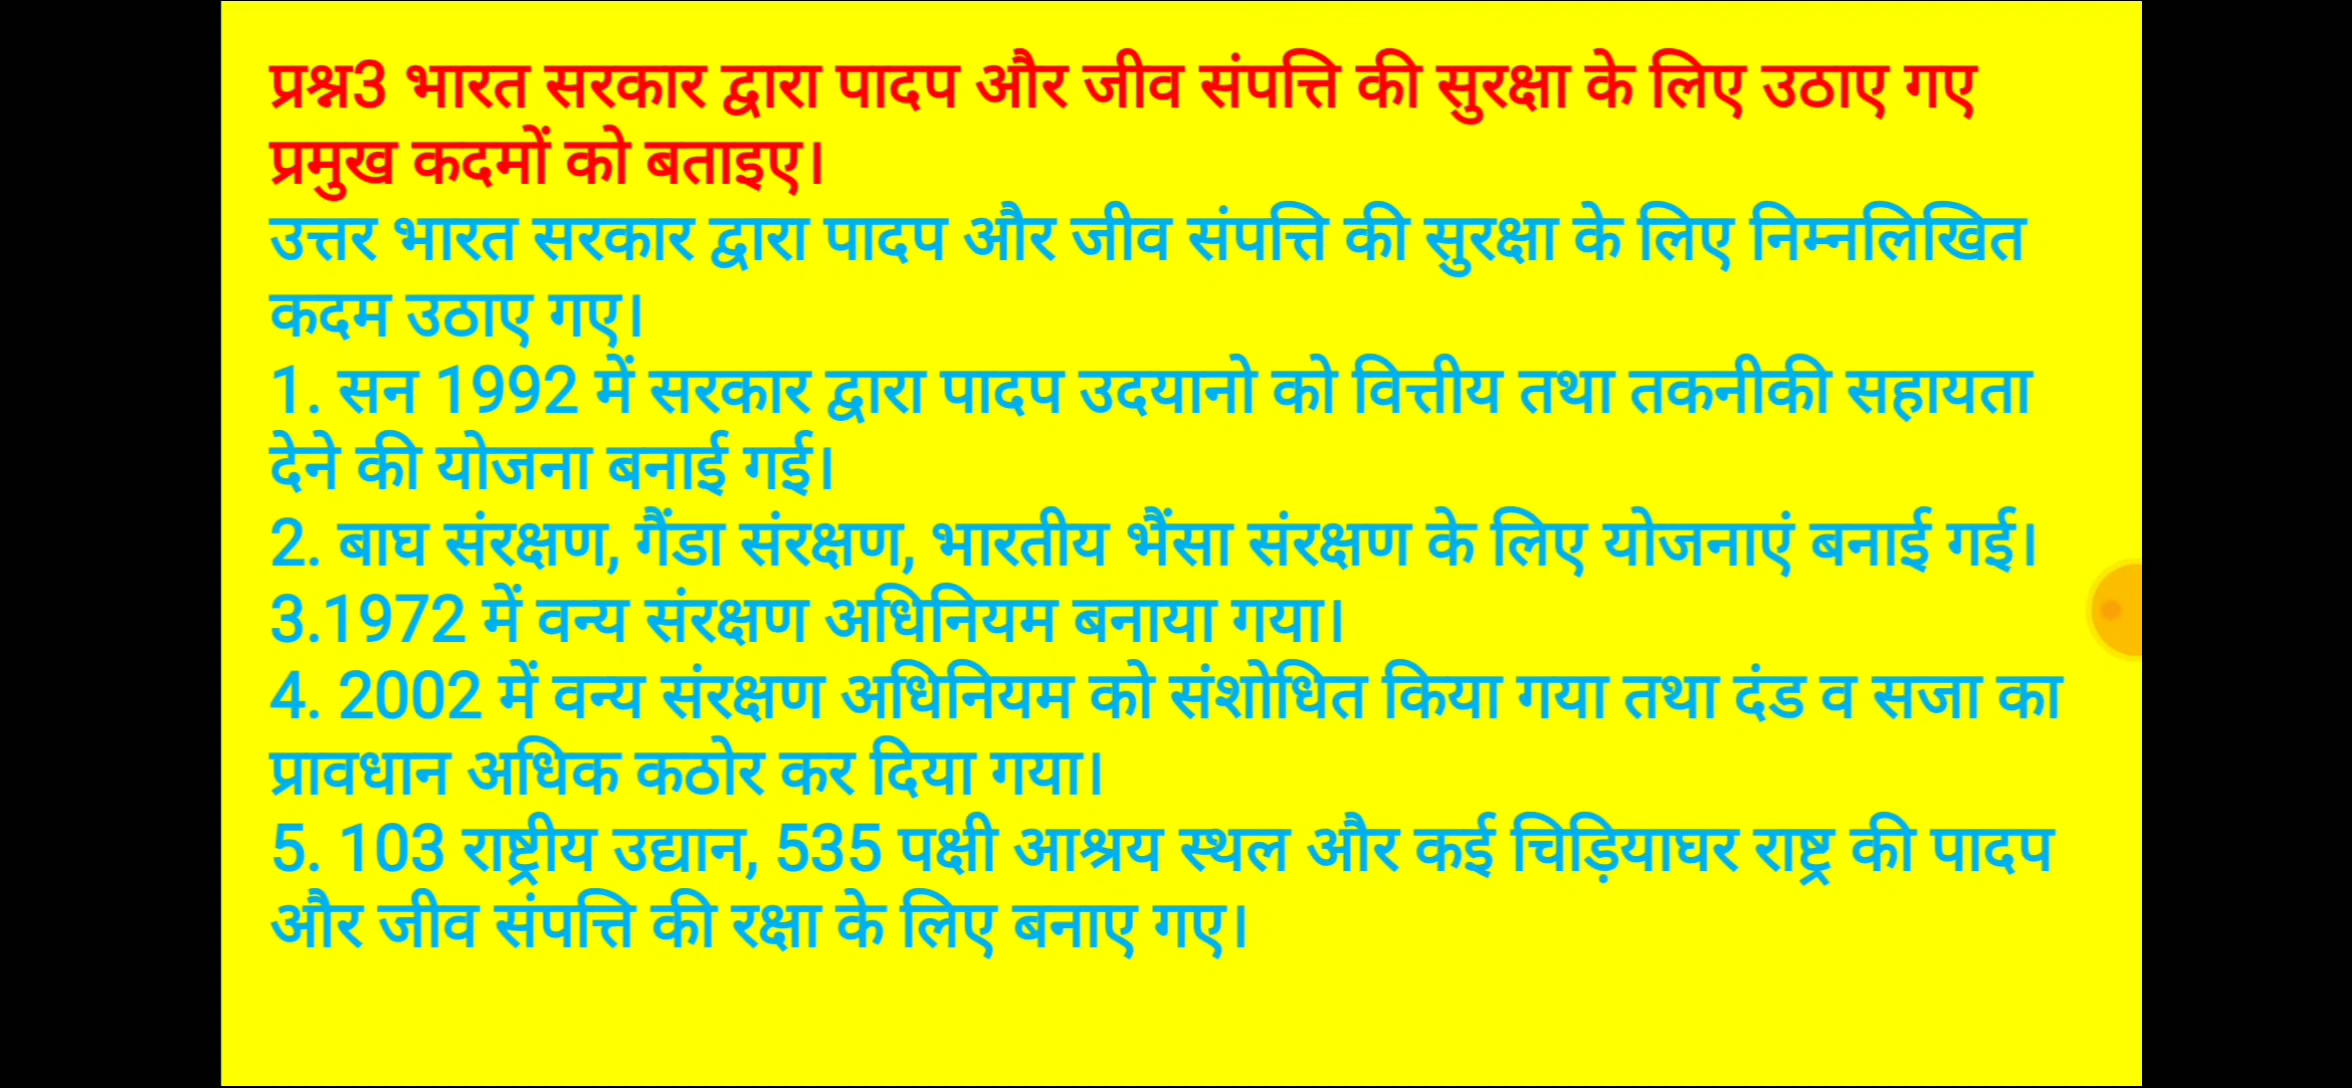 प्रश्न3 भारत सरकार द्वारा पादप और जीव संपत्ति की सुरक्षा के लिए उठाए गए
प्रमुख कदमों को बताइए।
उत्तर भारत सरकार द्वारा पादप और जीव संपत्ति की सुरक्षा के लिए निम्नलिखित
कदम उठाए गए।
1. सन 1992 में सरकार द्वारा पादप उदयानो को वित्तीय तथा तकनीकी सहायता
देने की योजना बनाई गई।
2. बाघ संरक्षण, गैंडा संरक्षण, भारतीय भैंसा संरक्षण के लिए योजनाएं बनाई गई।
3.1972 में वन्य संरक्षण अधिनियम बनाया गया।
4. 2002 में वन्य संरक्षण अधिनियम को संशोधित किया गया तथा दंड व सजा का
प्रावधान अधिक कठोर कर दिया गया।
5. 103 राष्ट्रीय उद्यान, 535 पक्षी आश्रय स्थल और कई चिड़ियाघर राष्ट्र की पादप
और जीव संपत्ति की रक्षा के लिए बनाए गए।